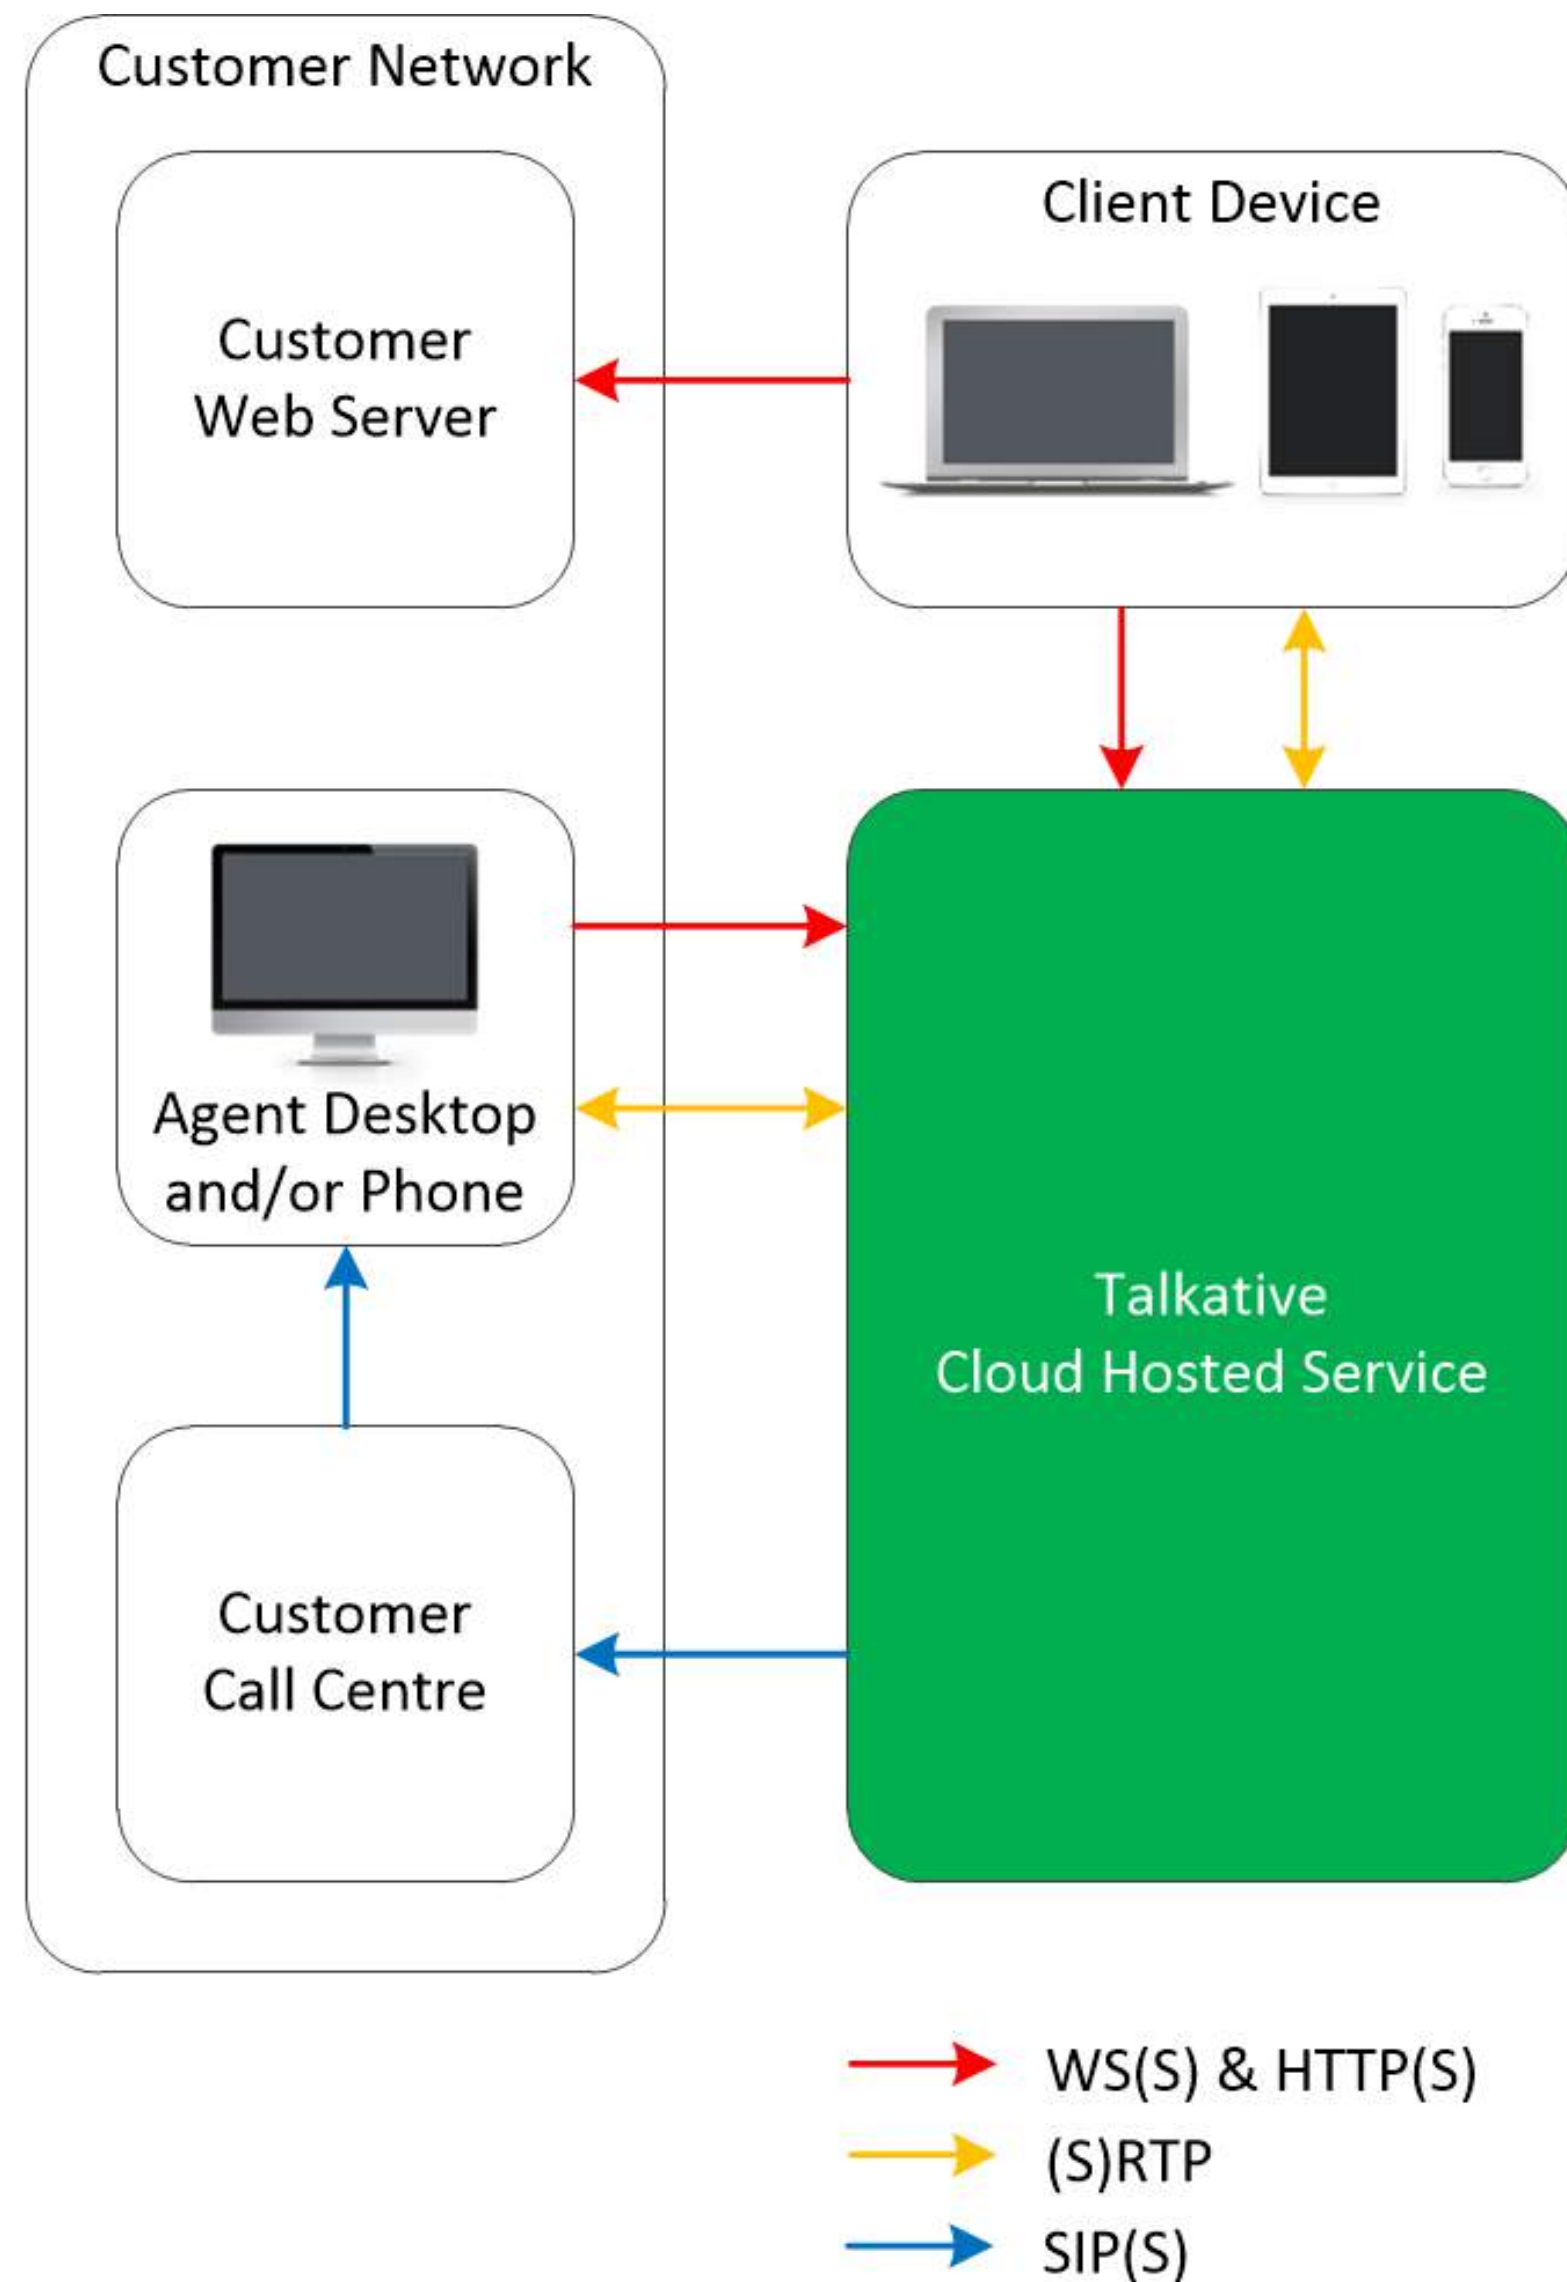 Customer Network
Customer
Web Server
Client Device
Agent Desktop
and/or Phone
Talkative
Cloud Hosted Service
Customer
Call Centre
WS(S) & HTTP(S)
(S)RTP
SIP(S)